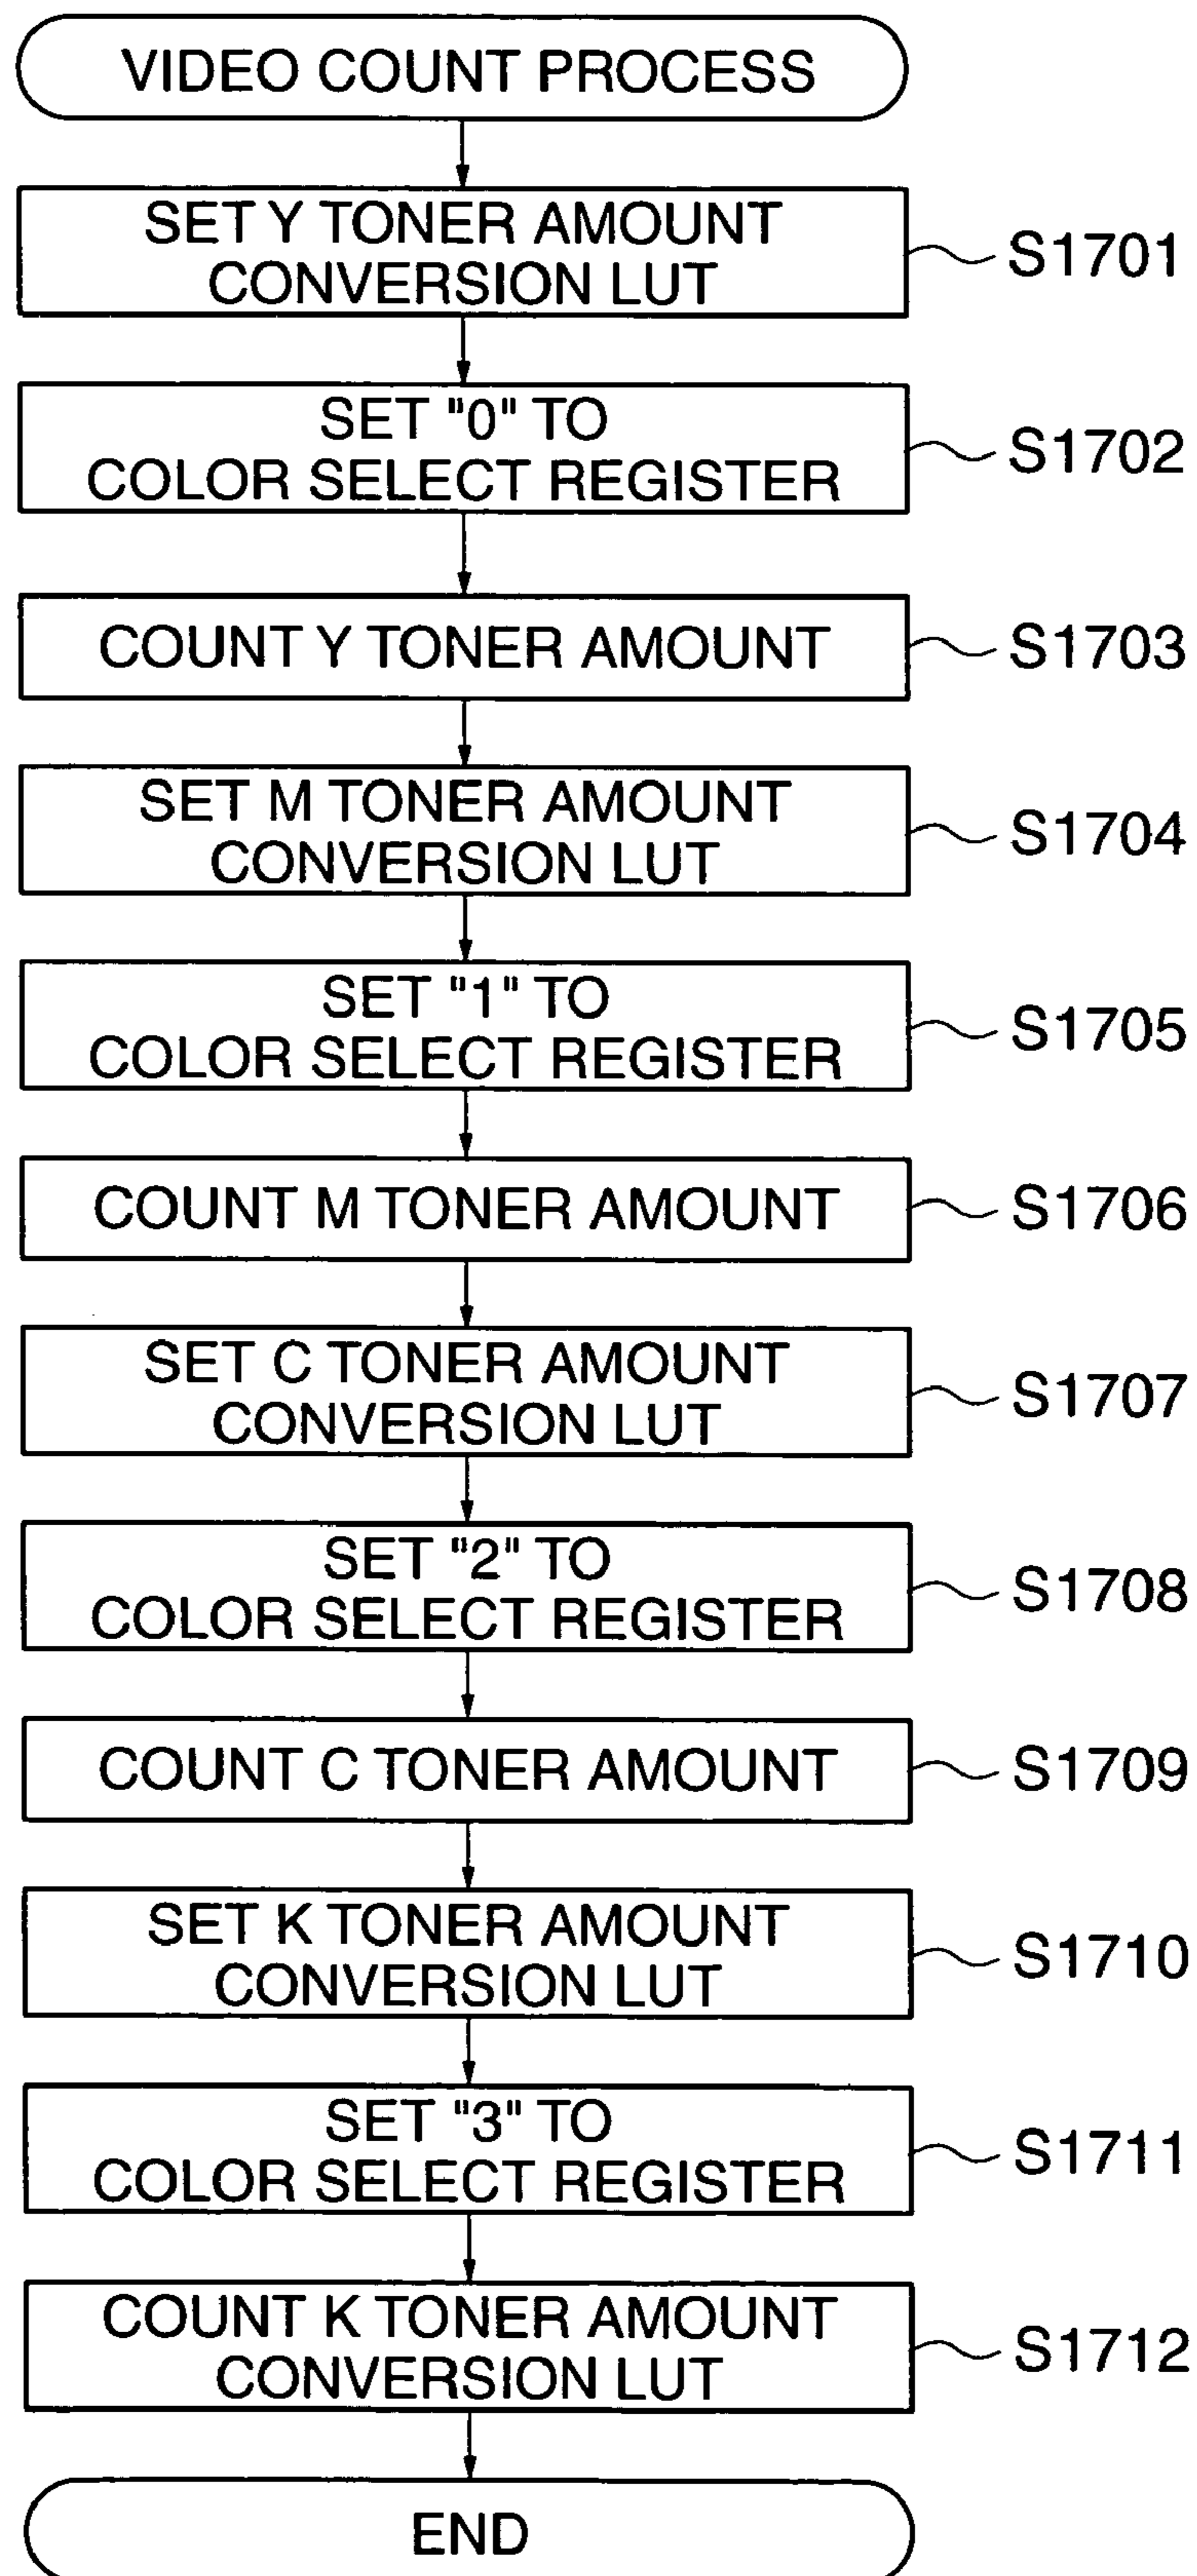 VIDEO COUNT PROCESS
SET Y TONER AMOUNT
CONVERSION LUT
S1701
SET "0" TO
COLOR SELECT REGISTER
S1702
COUNT Y TONER AMOUNT
S1703
SET M TONER AMOUNT
CONVERSION LUT
S1704
SET "1" TO
COLOR SELECT REGISTER
S1705
COUNT M TONER AMOUNT
S1706
SET C TONER AMOUNT
CONVERSION LUT
S1707
SET "2" TO
COLOR SELECT REGISTER
S1708
COUNT C TONER AMOUNT
S1709
SET K TONER AMOUNT
CONVERSION LUT
S1710
SET "3" TO
COLOR SELECT REGISTER
S1711
COUNT K TONER AMOUNT
CONVERSION LUT
S1712
END